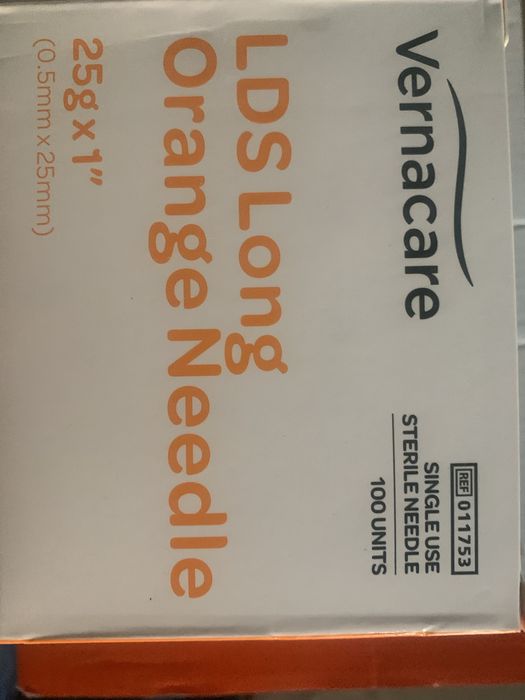 Vernacare
REF 011753
SINGLE USE
STERILE NEEDLE
100 UNITS
LDS Long
Orange Needle
25g x 1"
(0.5mm x 25mm)